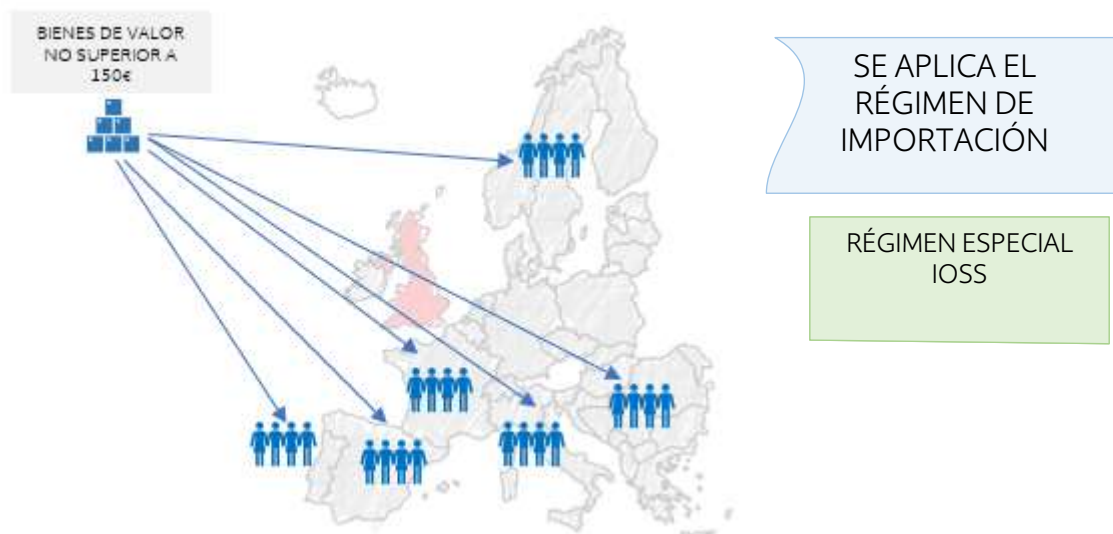 BIENES DE VALOR
NO SUPERIOR A
150€
SE APLICA EL
RÉGIMEN DE
IMPORTACIÓN
RÉGIMEN ESPECIAL
IOSS